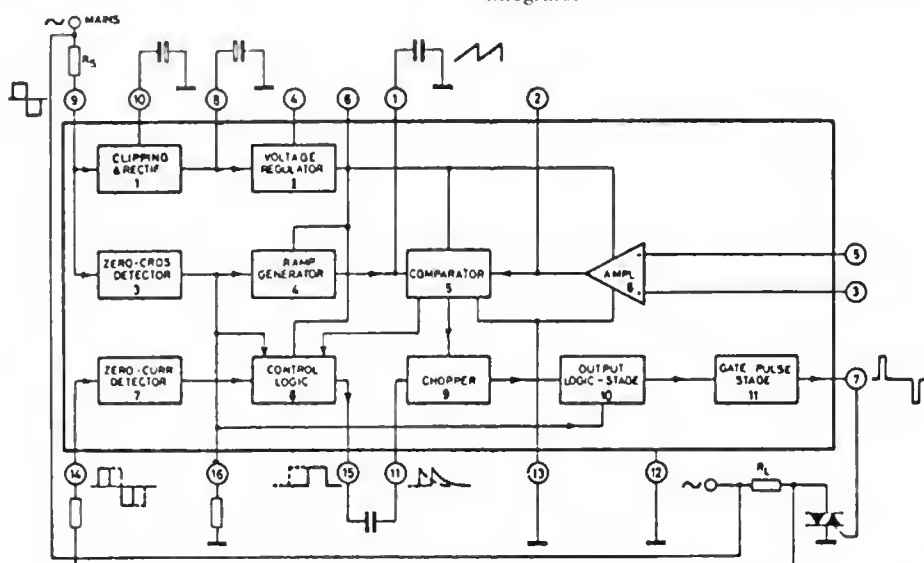 MAINS
RS
9
10
8
4
6
1
2
CLIPPING
& RECTIF
1
VOLTAGE
REGULATOR
2
ZERO-CROS
DETECTOR
3
RAMP
GENERATOR
4
COMPARATOR
5
AMPL
6
5
3
ZERO-CURR
DETECTOR
7
CONTROL
LOGIC
8
CHOPPER
9
OUTPUT
LOGIC-STADE
10
GATE PULSE
STAGE
11
7
14
16
15
11
13
12
RL